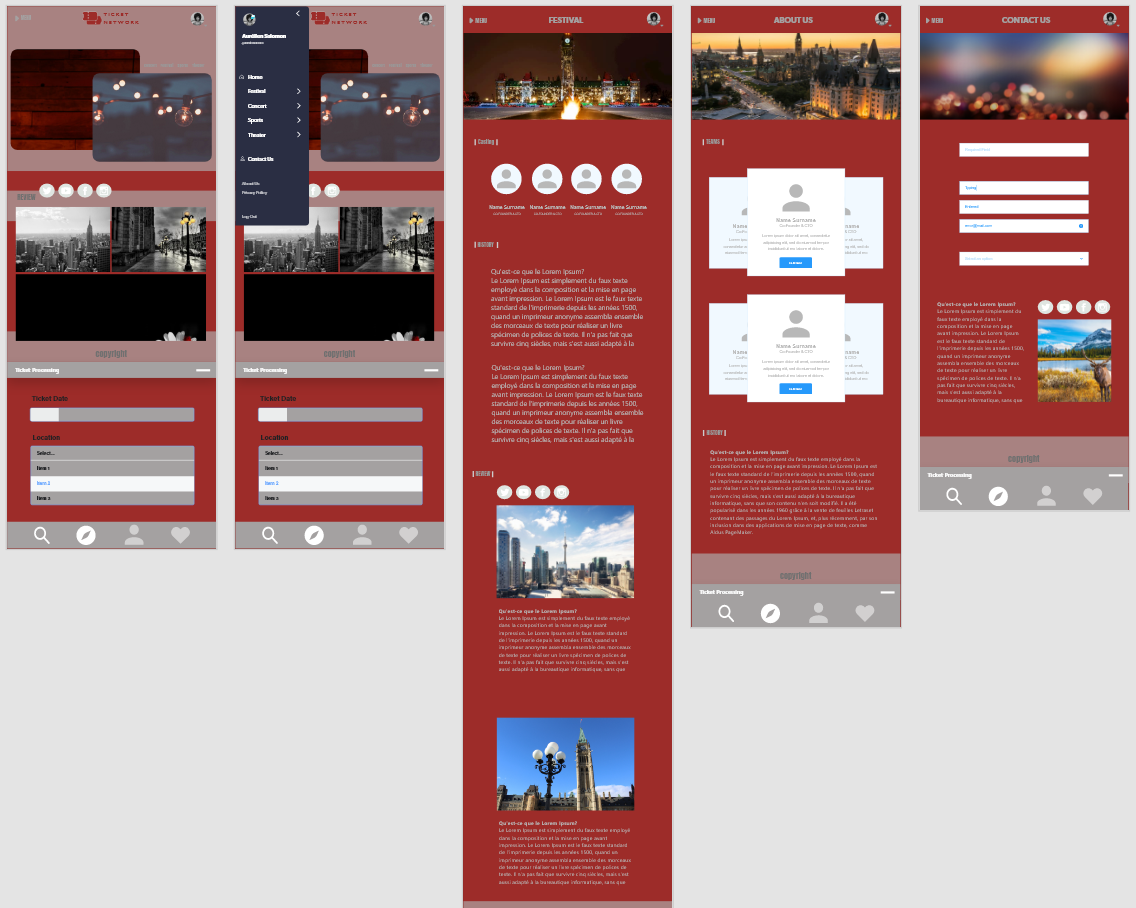 MENU
TICKET
NETWORK
REVIEW
copyright
Ticket Processing
Ticket Date
Location
Select...
Item 1
Item 2
Item 3
Aurélien Salomon
Home
Festival
Concert
Sports
Theater
Contact Us
About Us
Privacy Policy
Log Out
TICKET
NETWORK
copyright
Ticket Processing
Ticket Date
Location
Select...
Item 1
Item 2
Item 3
MENU
FESTIVAL
Casting
Name Surname
Name Surname
Name Surname
Name Surname
HISTORY
Qu'est-ce que le Lorem Ipsum?
Le Lorem Ipsum est simplement du faux texte
employé dans la composition et la mise en page
avant impression. Le Lorem Ipsum est le faux texte
standard de l'imprimerie depuis les années 1500,
quand un imprimeur anonyme assembla ensemble
des morceaux de texte pour réaliser un livre
spécimen de polices de texte. Il n'a pas fait que
survivre cinq siècles, mais s'est aussi adapté à la
Qu'est-ce que le Lorem Ipsum?
Le Lorem Ipsum est simplement du faux texte
employé dans la composition et la mise en page
avant impression. Le Lorem Ipsum est le faux texte
standard de l'imprimerie depuis les années 1500,
quand un imprimeur anonyme assembla ensemble
des morceaux de texte pour réaliser un livre
spécimen de polices de texte. Il n'a pas fait que
survivre cinq siècles, mais s'est aussi adapté à la
REVIEW
Qu'est-ce que le Lorem Ipsum?
Le Lorem Ipsum est simplement du faux texte employé
dans la composition et la mise en page avant
impression. Le Lorem Ipsum est le faux texte standard
de l'imprimerie depuis les années 1500, quand un
imprimeur anonyme assembla ensemble des morceaux
de texte pour réaliser un livre spécimen de polices de
texte. Il n'a pas fait que survivre cinq siècles, mais s'est
aussi adapté à la bureautique informatique, sans que
Qu'est-ce que le Lorem Ipsum?
Le Lorem Ipsum est simplement du faux texte employé
dans la composition et la mise en page avant
impression. Le Lorem Ipsum est le faux texte standard
de l'imprimerie depuis les années 1500, quand un
imprimeur anonyme assembla ensemble des morceaux
de texte pour réaliser un livre spécimen de polices de
texte. Il n'a pas fait que survivre cinq siècles, mais s'est
aussi adapté à la bureautique informatique, sans que
MENU
ABOUT US
TEAMS
Name Surname
Co-Founder & CTO
Name Surname
Co-Founder & CTO
HISTORY
Qu'est-ce que le Lorem Ipsum?
Le Lorem Ipsum est simplement du faux texte employé dans la
composition et la mise en page avant impression. Le Lorem Ipsum est
le faux texte standard de l'imprimerie depuis les années 1500, quand
un imprimeur anonyme assembla ensemble des morceaux de texte
pour réaliser un livre spécimen de polices de texte. Il n'a pas fait que
survivre cinq siècles, mais s'est aussi adapté à la bureautique
informatique, sans que son contenu n'en soit modifié. Il a été
popularisé dans les années 1960 grâce à la vente de feuilles Letraset
contenant des passages du Lorem Ipsum, et, plus récemment, par son
inclusion dans des applications de mise en page de texte, comme
Aldus PageMaker.
copyright
Ticket Processing
MENU
CONTACT US
Qu'est-ce que le Lorem Ipsum?
Le Lorem Ipsum est simplement du
faux texte employé dans la
composition et la mise en page
avant impression. Le Lorem Ipsum
est le faux texte standard de
l'imprimerie depuis les années 1500,
quand un imprimeur anonyme
assembla ensemble des morceaux
de texte pour réaliser un livre
spécimen de polices de texte. Il n'a
pas fait que survivre cinq siècles,
mais s'est aussi adapté à la
bureautique informatique, sans que
copyright
Ticket Processing